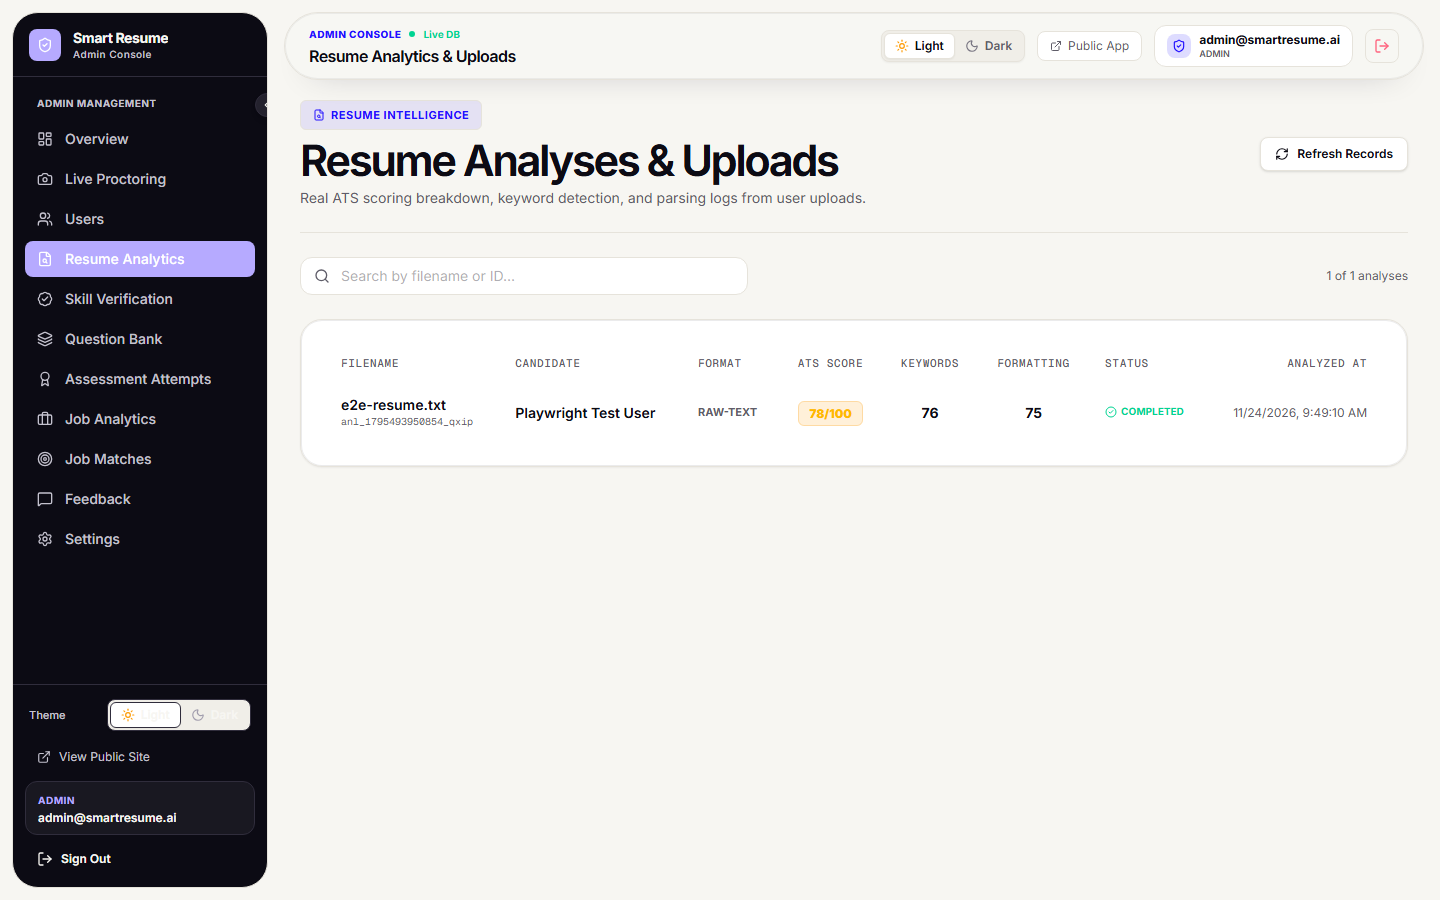 Smart Resume
Admin Console
ADMIN MANAGEMENT
Overview
Live Proctoring
Users
Resume Analytics
Skill Verification
Question Bank
Assessment Attempts
Job Analytics
Job Matches
Feedback
Settings
Theme
Light
Dark
View Public Site
ADMIN
admin@smartresume.ai
Sign Out
ADMIN CONSOLE Live DB
Resume Analytics & Uploads
Light
Dark
Public App
admin@smartresume.ai
ADMIN
RESUME INTELLIGENCE
Resume Analyses & Uploads
Real ATS scoring breakdown, keyword detection, and parsing logs from user uploads.
Refresh Records
Search by filename or ID...
1 of 1 analyses
FILENAME CANDIDATE FORMAT ATS SCORE KEYWORDS FORMATTING STATUS ANALYZED AT
e2e-resume.txt Playwright Test User RAW-TEXT 78/100 76 75 COMPLETED 11/24/2026, 9:49:10 AM
anl_1795493950854_qxip